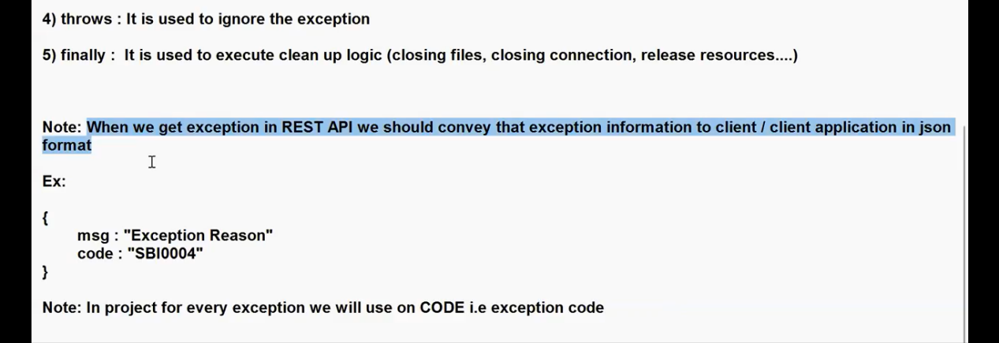 4) throws : It is used to ignore the exception
5) finally :  It is used to execute clean up logic (closing files, closing connection, release resources....)
Note: When we get exception in REST API we should convey that exception information to client / client application in json
format
Ex:
{
msg : "Exception Reason"
code : "SBI0004"
}
Note: In project for every exception we will use on CODE i.e exception code